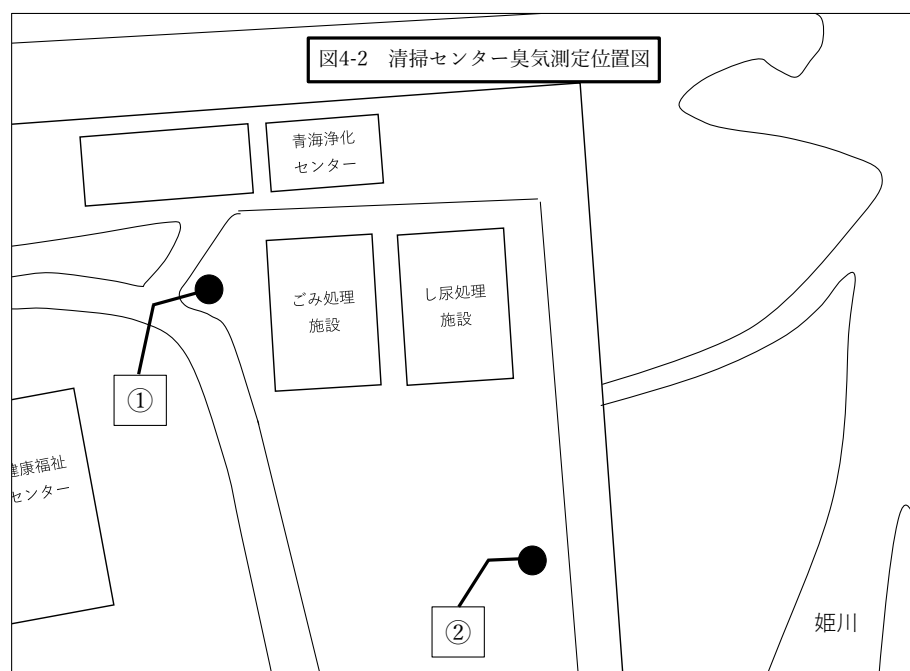 図4-2　清掃センター臭気測定位置図
青海浄化
センター
ごみ処理
施設
し尿処理
施設
①
健康福祉
センター
②
姫川